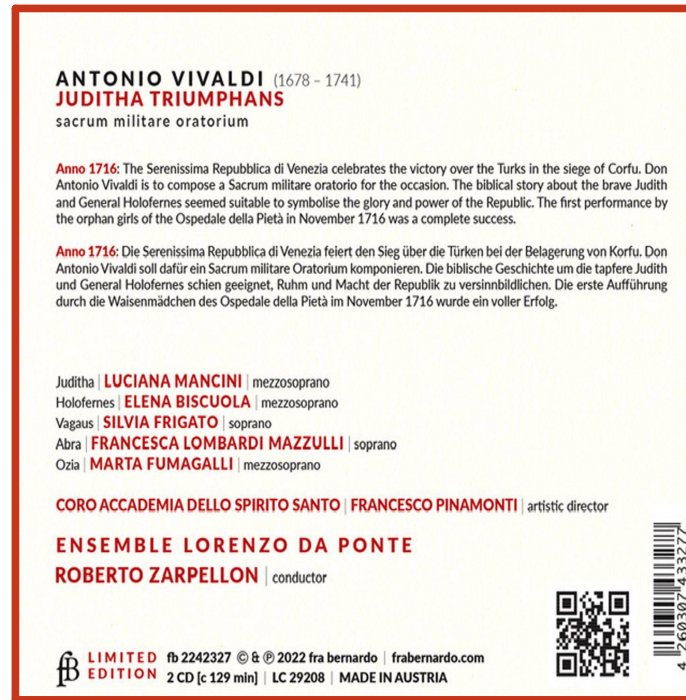 ANTONIO VIVALDI (1678 – 1741)
JUDITHA TRIUMPHANS
sacrum militare oratorium
Anno 1716: The Serenissima Repubblica di Venezia celebrates the victory over the Turks in the siege of Corfu. Don
Antonio Vivaldi is to compose a Sacrum militare oratorio for the occasion. The biblical story about the brave Judith
and General Holofernes seemed suitable to symbolise the glory and power of the Republic. The first performance by
the orphan girls of the Ospedale della Pietà in November 1716 was a complete success.
Anno 1716: Die Serenissima Repubblica di Venezia feiert den Sieg über die Türken bei der Belagerung von Korfu. Don
Antonio Vivaldi soll dafür ein Sacrum militare Oratorium komponieren. Die biblische Geschichte um die tapfere Judith
und General Holofernes schien geeignet, Ruhm und Macht der Republik zu versinnbildlichen. Die erste Aufführung
durch die Waisenmädchen des Ospedale della Pietà im November 1716 wurde ein voller Erfolg.
Juditha | LUCIANA MANCINI | mezzosoprano
Holofernes | ELENA BISCUOLA | mezzosoprano
Vagaus | SILVIA FRIGATO | soprano
Abra | FRANCESCA LOMBARDI MAZZULLI | soprano
Ozia | MARTA FUMAGALLI | mezzosoprano
CORO ACCADEMIA DELLO SPIRITO SANTO | FRANCESCO PINAMONTI | artistic director
ENSEMBLE LORENZO DA PONTE
ROBERTO ZARPELLON | conductor
fb LIMITED EDITION
fb 2242327 © & ℗ 2022 fra bernardo | frabernardo.com
2 CD [c 129 min] | LC 29208 | MADE IN AUSTRIA
4 260307 433277